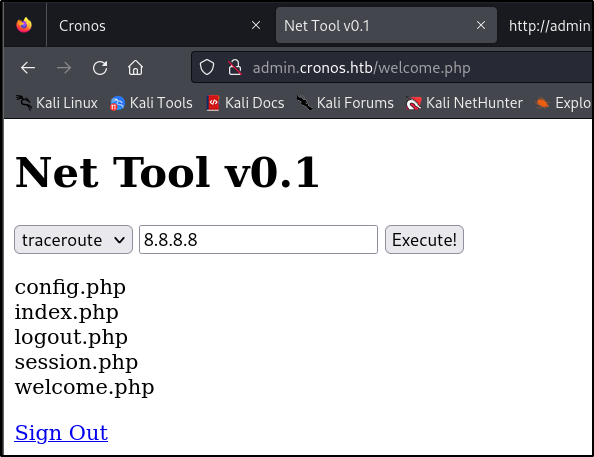 Cronos
Net Tool v0.1
http://admin
admin.cronos.htb/welcome.php
Kali Linux
Kali Tools
Kali Docs
Kali Forums
Kali NetHunter
Explo
Net Tool v0.1
traceroute
8.8.8.8
Execute!
config.php
index.php
logout.php
session.php
welcome.php
Sign Out